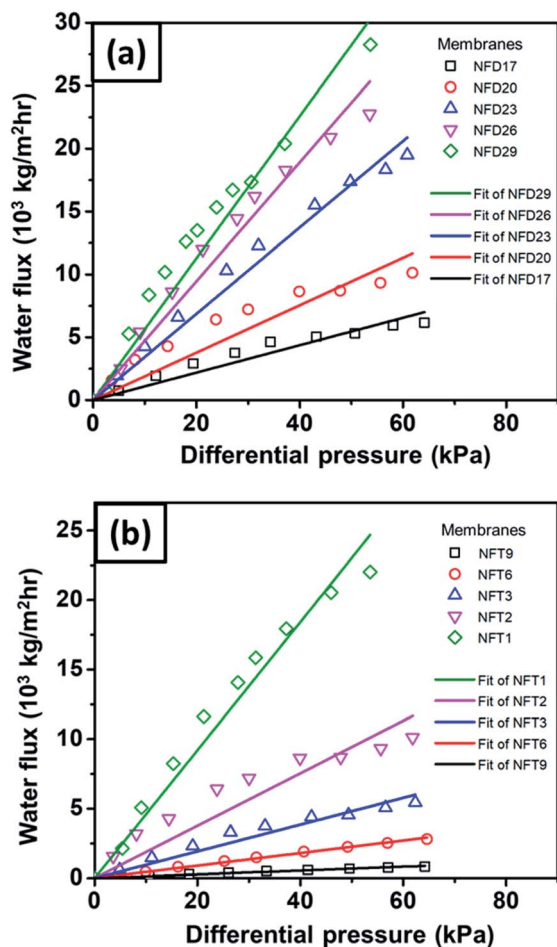 (a)
Water flux (10³ kg/m²hr)
30
25
20
15
10
5
0
Membranes
NFD17
NFD20
NFD23
NFD26
NFD29
Fit of NFD29
Fit of NFD26
Fit of NFD23
Fit of NFD20
Fit of NFD17
0 20 40 60 80
Differential pressure (kPa)
(b)
Water flux (10³ kg/m²hr)
25
20
15
10
5
0
Membranes
NFT9
NFT6
NFT3
NFT2
NFT1
Fit of NFT1
Fit of NFT2
Fit of NFT3
Fit of NFT6
Fit of NFT9
0 20 40 60 80
Differential pressure (kPa)